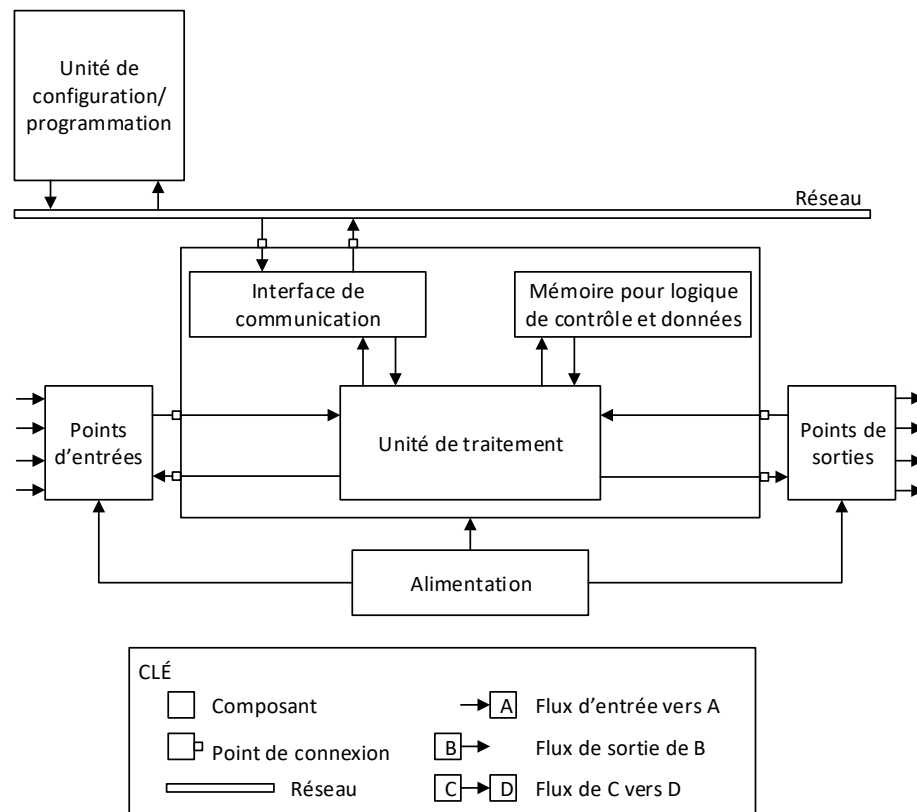 Unité de
configuration/
programmation
Réseau
Interface de
communication
Mémoire pour logique
de contrôle et données
Points
d'entrées
Unité de traitement
Points de
sorties
Alimentation
CLÉ
Composant
A
Flux d'entrée vers A
Point de connexion
B
Flux de sortie de B
Réseau
C
D
Flux de C vers D